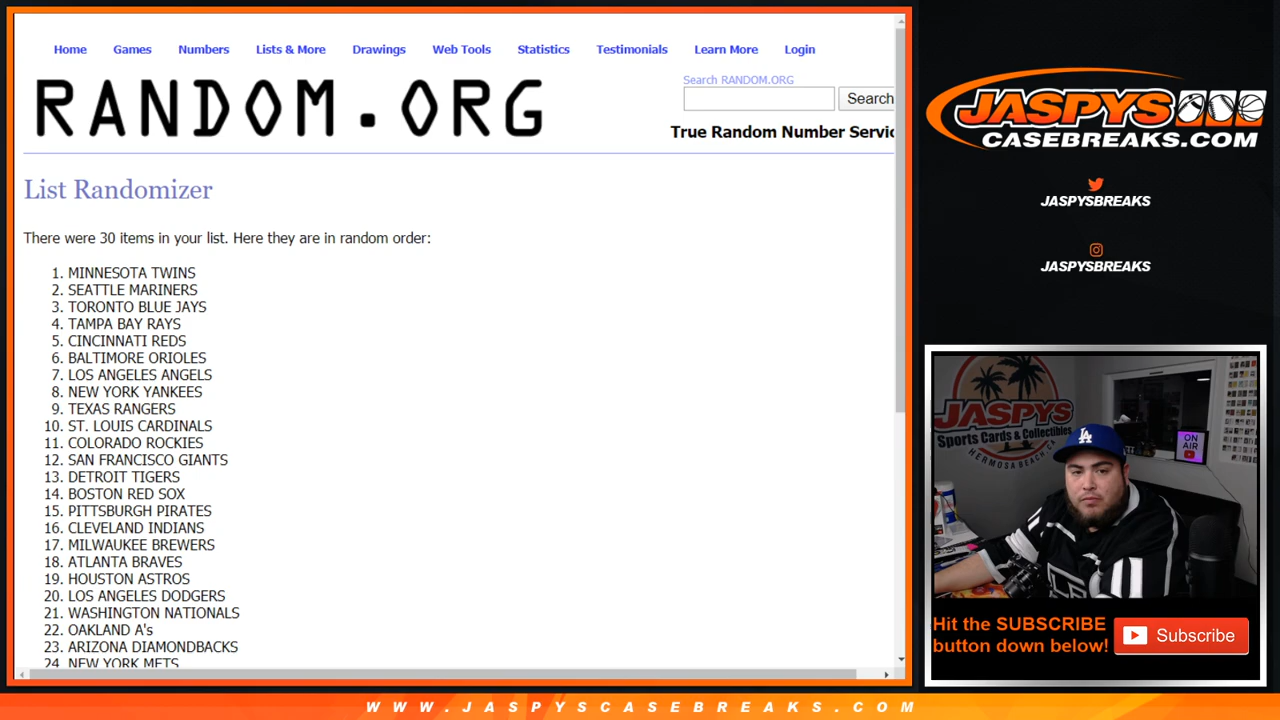 Home Games Numbers Lists & More Drawings Web Tools Statistics Testimonials Learn More Login
RANDOM.ORG
Search RANDOM.ORG
Search
True Random Number Servic
List Randomizer
There were 30 items in your list. Here they are in random order:
1. MINNESOTA TWINS
2. SEATTLE MARINERS
3. TORONTO BLUE JAYS
4. TAMPA BAY RAYS
5. CINCINNATI REDS
6. BALTIMORE ORIOLES
7. LOS ANGELES ANGELS
8. NEW YORK YANKEES
9. TEXAS RANGERS
10. ST. LOUIS CARDINALS
11. COLORADO ROCKIES
12. SAN FRANCISCO GIANTS
13. DETROIT TIGERS
14. BOSTON RED SOX
15. PITTSBURGH PIRATES
16. CLEVELAND INDIANS
17. MILWAUKEE BREWERS
18. ATLANTA BRAVES
19. HOUSTON ASTROS
20. LOS ANGELES DODGERS
21. WASHINGTON NATIONALS
22. OAKLAND A's
23. ARIZONA DIAMONDBACKS
24. NEW YORK METS
JASPYS
CASEBREAKS.COM
JASPYSBREAKS
JASPYSBREAKS
JASPYS
Sports Cards & Collectibles
HERMOSA BEACH, CA
ON
AIR
LA
Hit the SUBSCRIBE
button down below!
Subscribe
WWW.JASPYSCASEBREAKS.COM